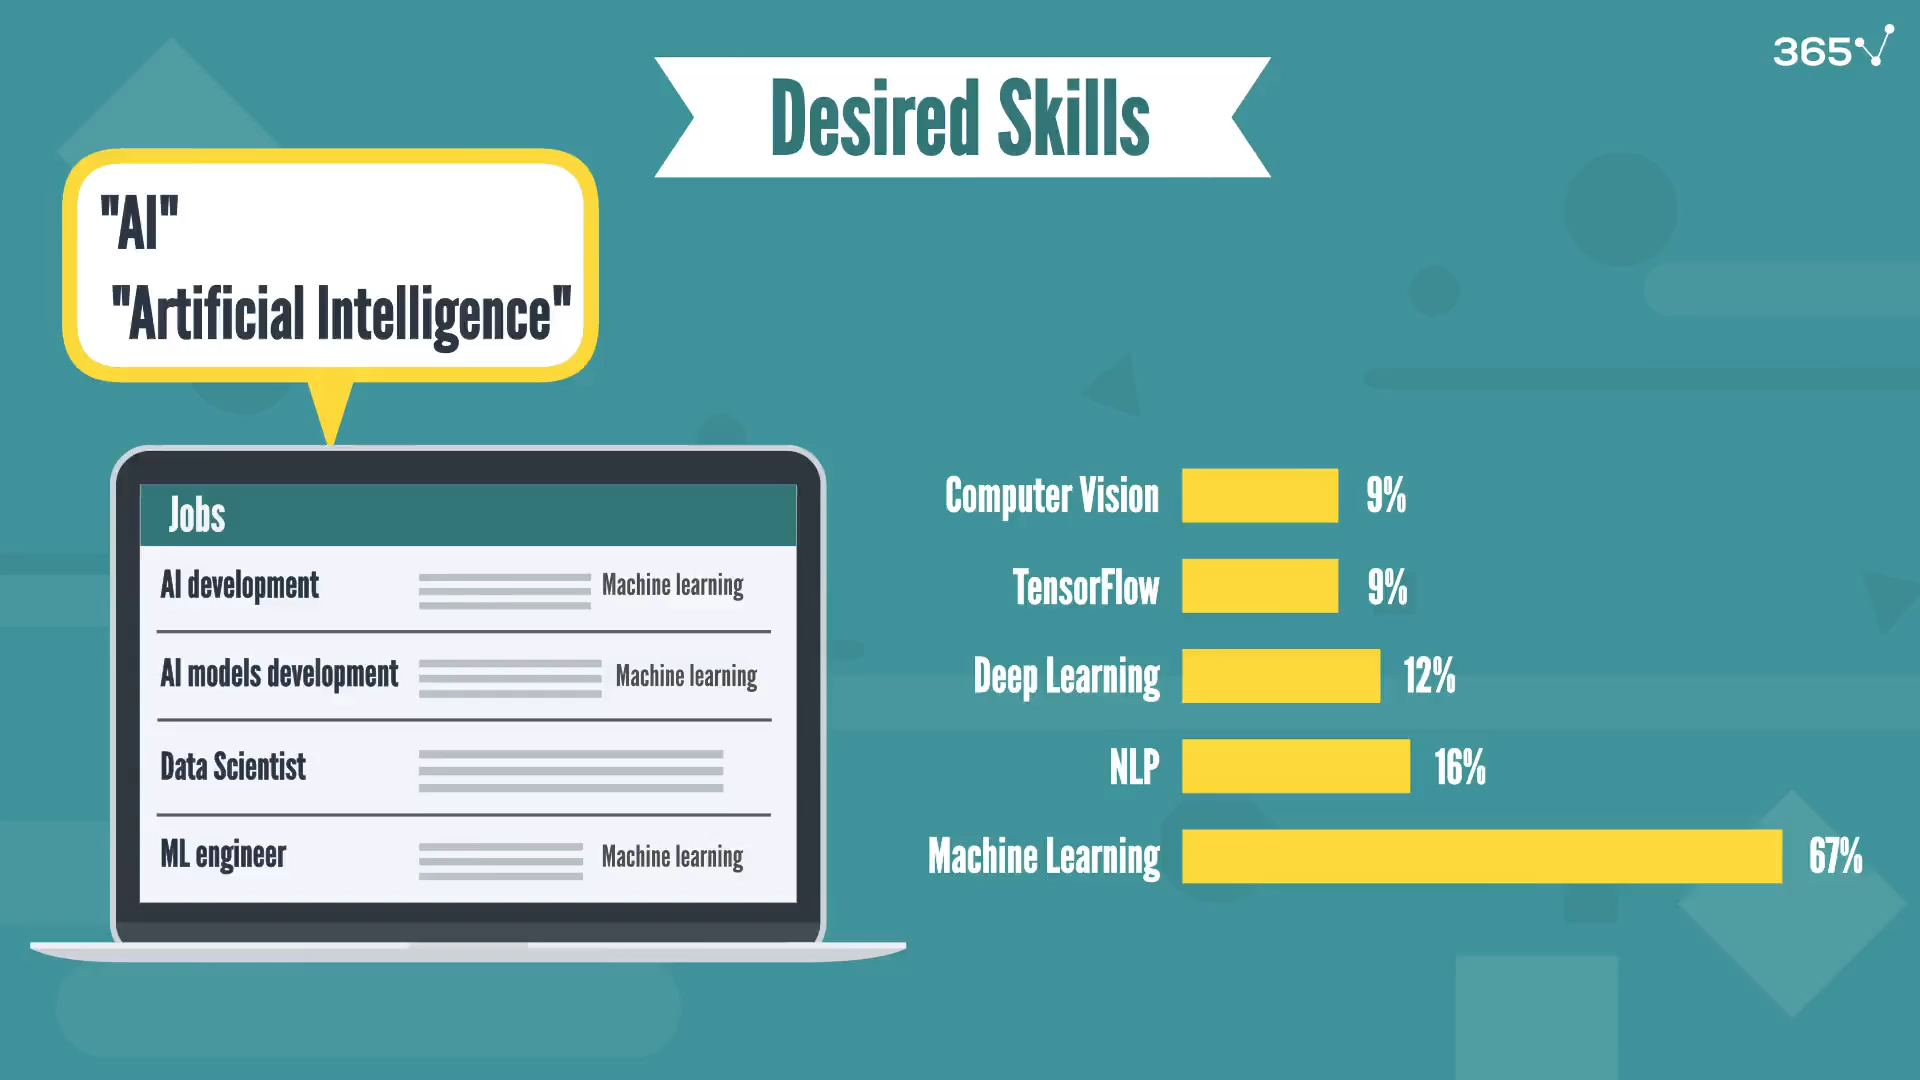 365
Desired Skills
"AI"
"Artificial Intelligence"
Jobs
AI development Machine learning
AI models development Machine learning
Data Scientist
ML engineer Machine learning
Computer Vision 9%
TensorFlow 9%
Deep Learning 12%
NLP 16%
Machine Learning 67%